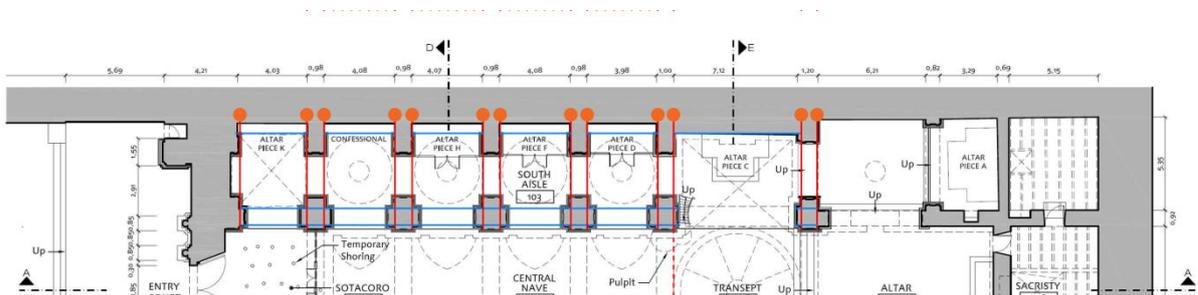 D
E
5,69 4,21 4,03 0,98 4,08 0,98 4,07 0,98 4,08 0,98 3,98 1,00 7,12 1,20 6,21 0,82 3,29 0,69 5,15
ALTAR
PIECE K
CONFESSIONAL
ALTAR
PIECE H
ALTAR
PIECE F
ALTAR
PIECE D
ALTAR
PIECE C
ALTAR
PIECE A
Up
Up
1,55
5,35
SOUTH
AISLE
103
2,91
Up
Up
0,92
Up
Temporary
Shoring
A
ENTRY
SOTACORO
CENTRAL
NAVE
Pulpit
TRANSEPT
Up
ALTAR
SACRISTY
A